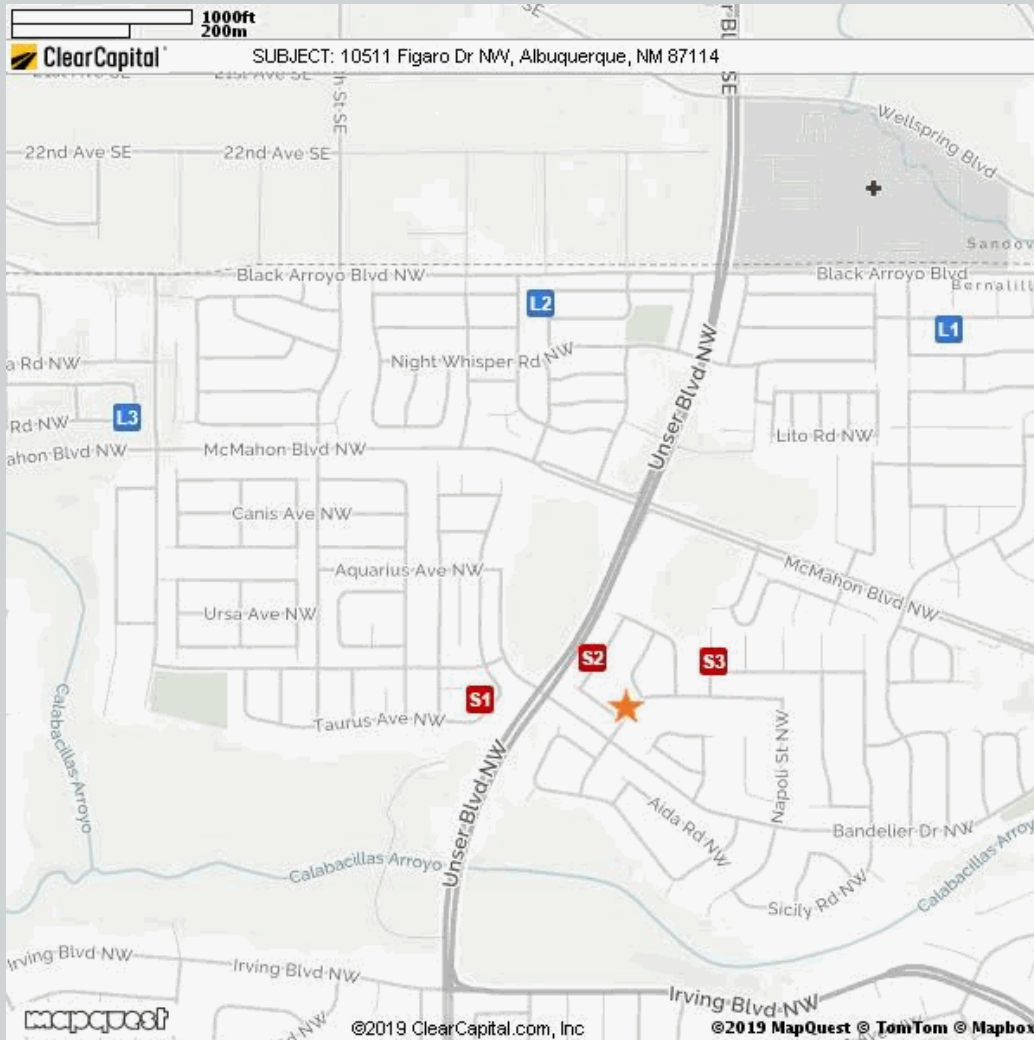 1000ft
200m
ClearCapital
SUBJECT: 10511 Figaro Dr NW, Albuquerque, NM 87114
SE
SE
21st Ave SE
22nd Ave SE
22nd Ave SE
Wellspring Blvd
Black Arroyo Blvd NW
Black Arroyo Blvd
L2
L1
Night Whisper Rd NW
Rd NW
Unser Blvd NW
L3
Rd NW
Lito Rd NW
McMahon Blvd NW
Blvd NW
Canis Ave NW
Aquarius Ave NW
McMahon Blvd NW
Ursa Ave NW
S2
S3
S1
Taurus Ave NW
Napoli St NW
Calabacillas Arroyo
Unser Blvd NW
Aida Rd NW
Bandelier Dr NW
Calabacillas Arroyo
Calabacillas Arroyo
Sicily Rd NW
Irving Blvd NW
Irving Blvd NW
Irving Blvd NW
mapquest
©2019 ClearCapital.com, Inc
©2019 MapQuest © TomTom © Mapbox